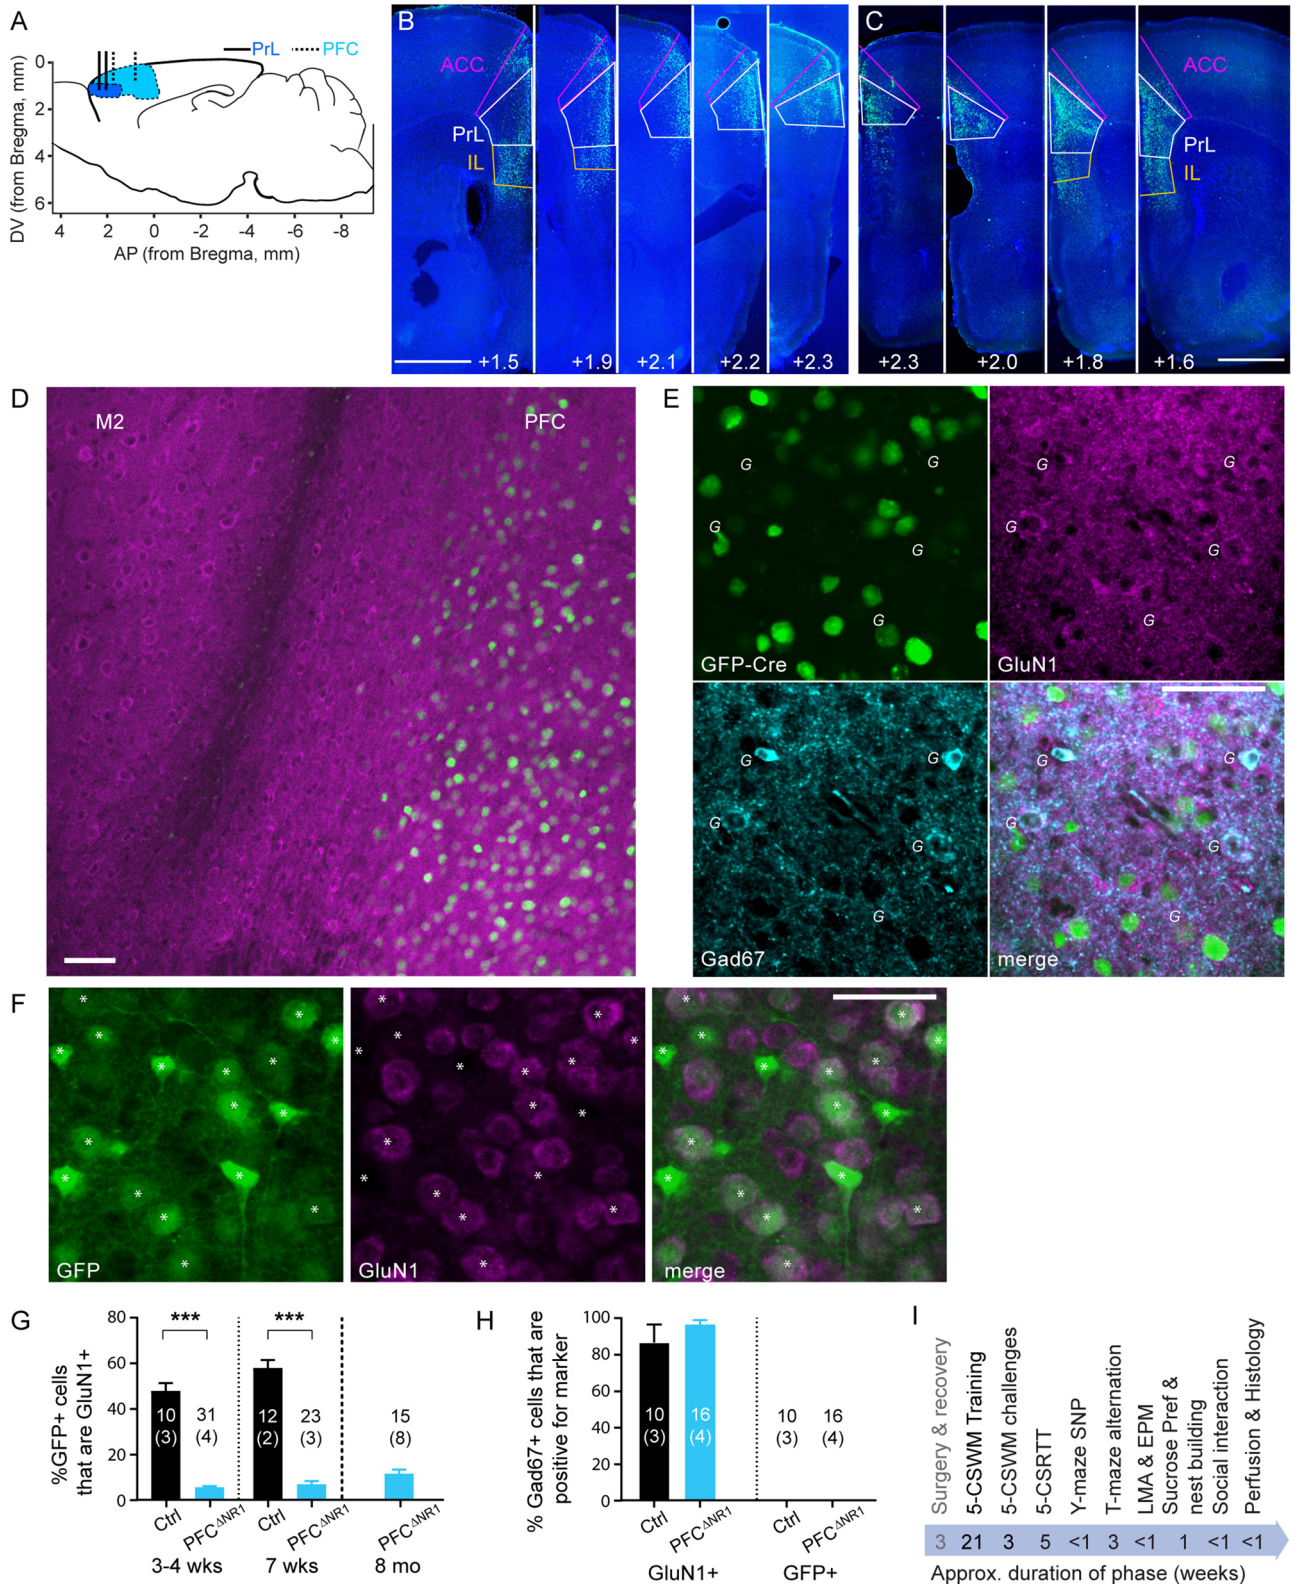 A
PrL PFC
DV (from Bregma, mm)
0
2
4
6
4 2 0 -2 -4 -6 -8
AP (from Bregma, mm)
B
ACC
PrL
IL
+1.5 +1.9 +2.1 +2.2 +2.3
C
ACC
PrL
IL
+2.3 +2.0 +1.8 +1.6
D
M2 PFC
E
G G
G
G
G
GFP-Cre
G G
G
G
G
GluN1
G G
G
G
G
Gad67
G G
G
G
G
merge
F
GFP GluN1 merge
G
%GFP+ cells
that are GluN1+
80
60
40
20
0
*** ***
10 31 12 23 15
(3) (4) (2) (3) (8)
Ctrl PFCΔNR1 Ctrl PFCΔNR1
3-4 wks 7 wks 8 mo
H
% Gad67+ cells that are
positive for marker
100
80
60
40
20
0
10 16 10 16
(3) (4) (3) (4)
Ctrl PFCΔNR1 Ctrl PFCΔNR1
GluN1+ GFP+
I
Surgery & recovery
5-CSWM Training
5-CSWM challenges
5-CSRTT
Y-maze SNP
T-maze alternation
LMA & EPM
Sucrose Pref &
nest building
Social interaction
Perfusion & Histology
3 21 3 5 <1 3 <1 1 <1 <1
Approx. duration of phase (weeks)